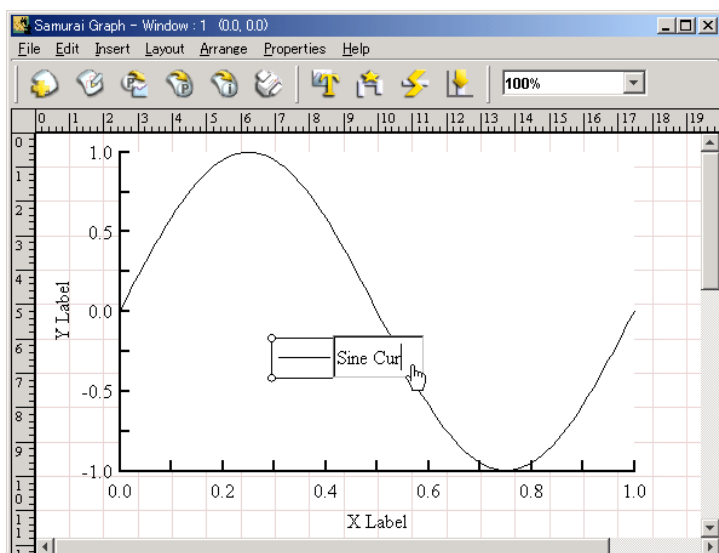 Samurai Graph - Window : 1 (0.0, 0.0)
File Edit Insert Layout Arrange Properties Help
P P i T 100%
0 1 2 3 4 5 6 7 8 9 10 11 12 13 14 15 16 17 18 19
0
1
2
3
4
5
6
7
8
9
10
11
1.0
0.5
0.0
-0.5
-1.0
Y Label
Sine Cur
0.0 0.2 0.4 0.6 0.8 1.0
X Label